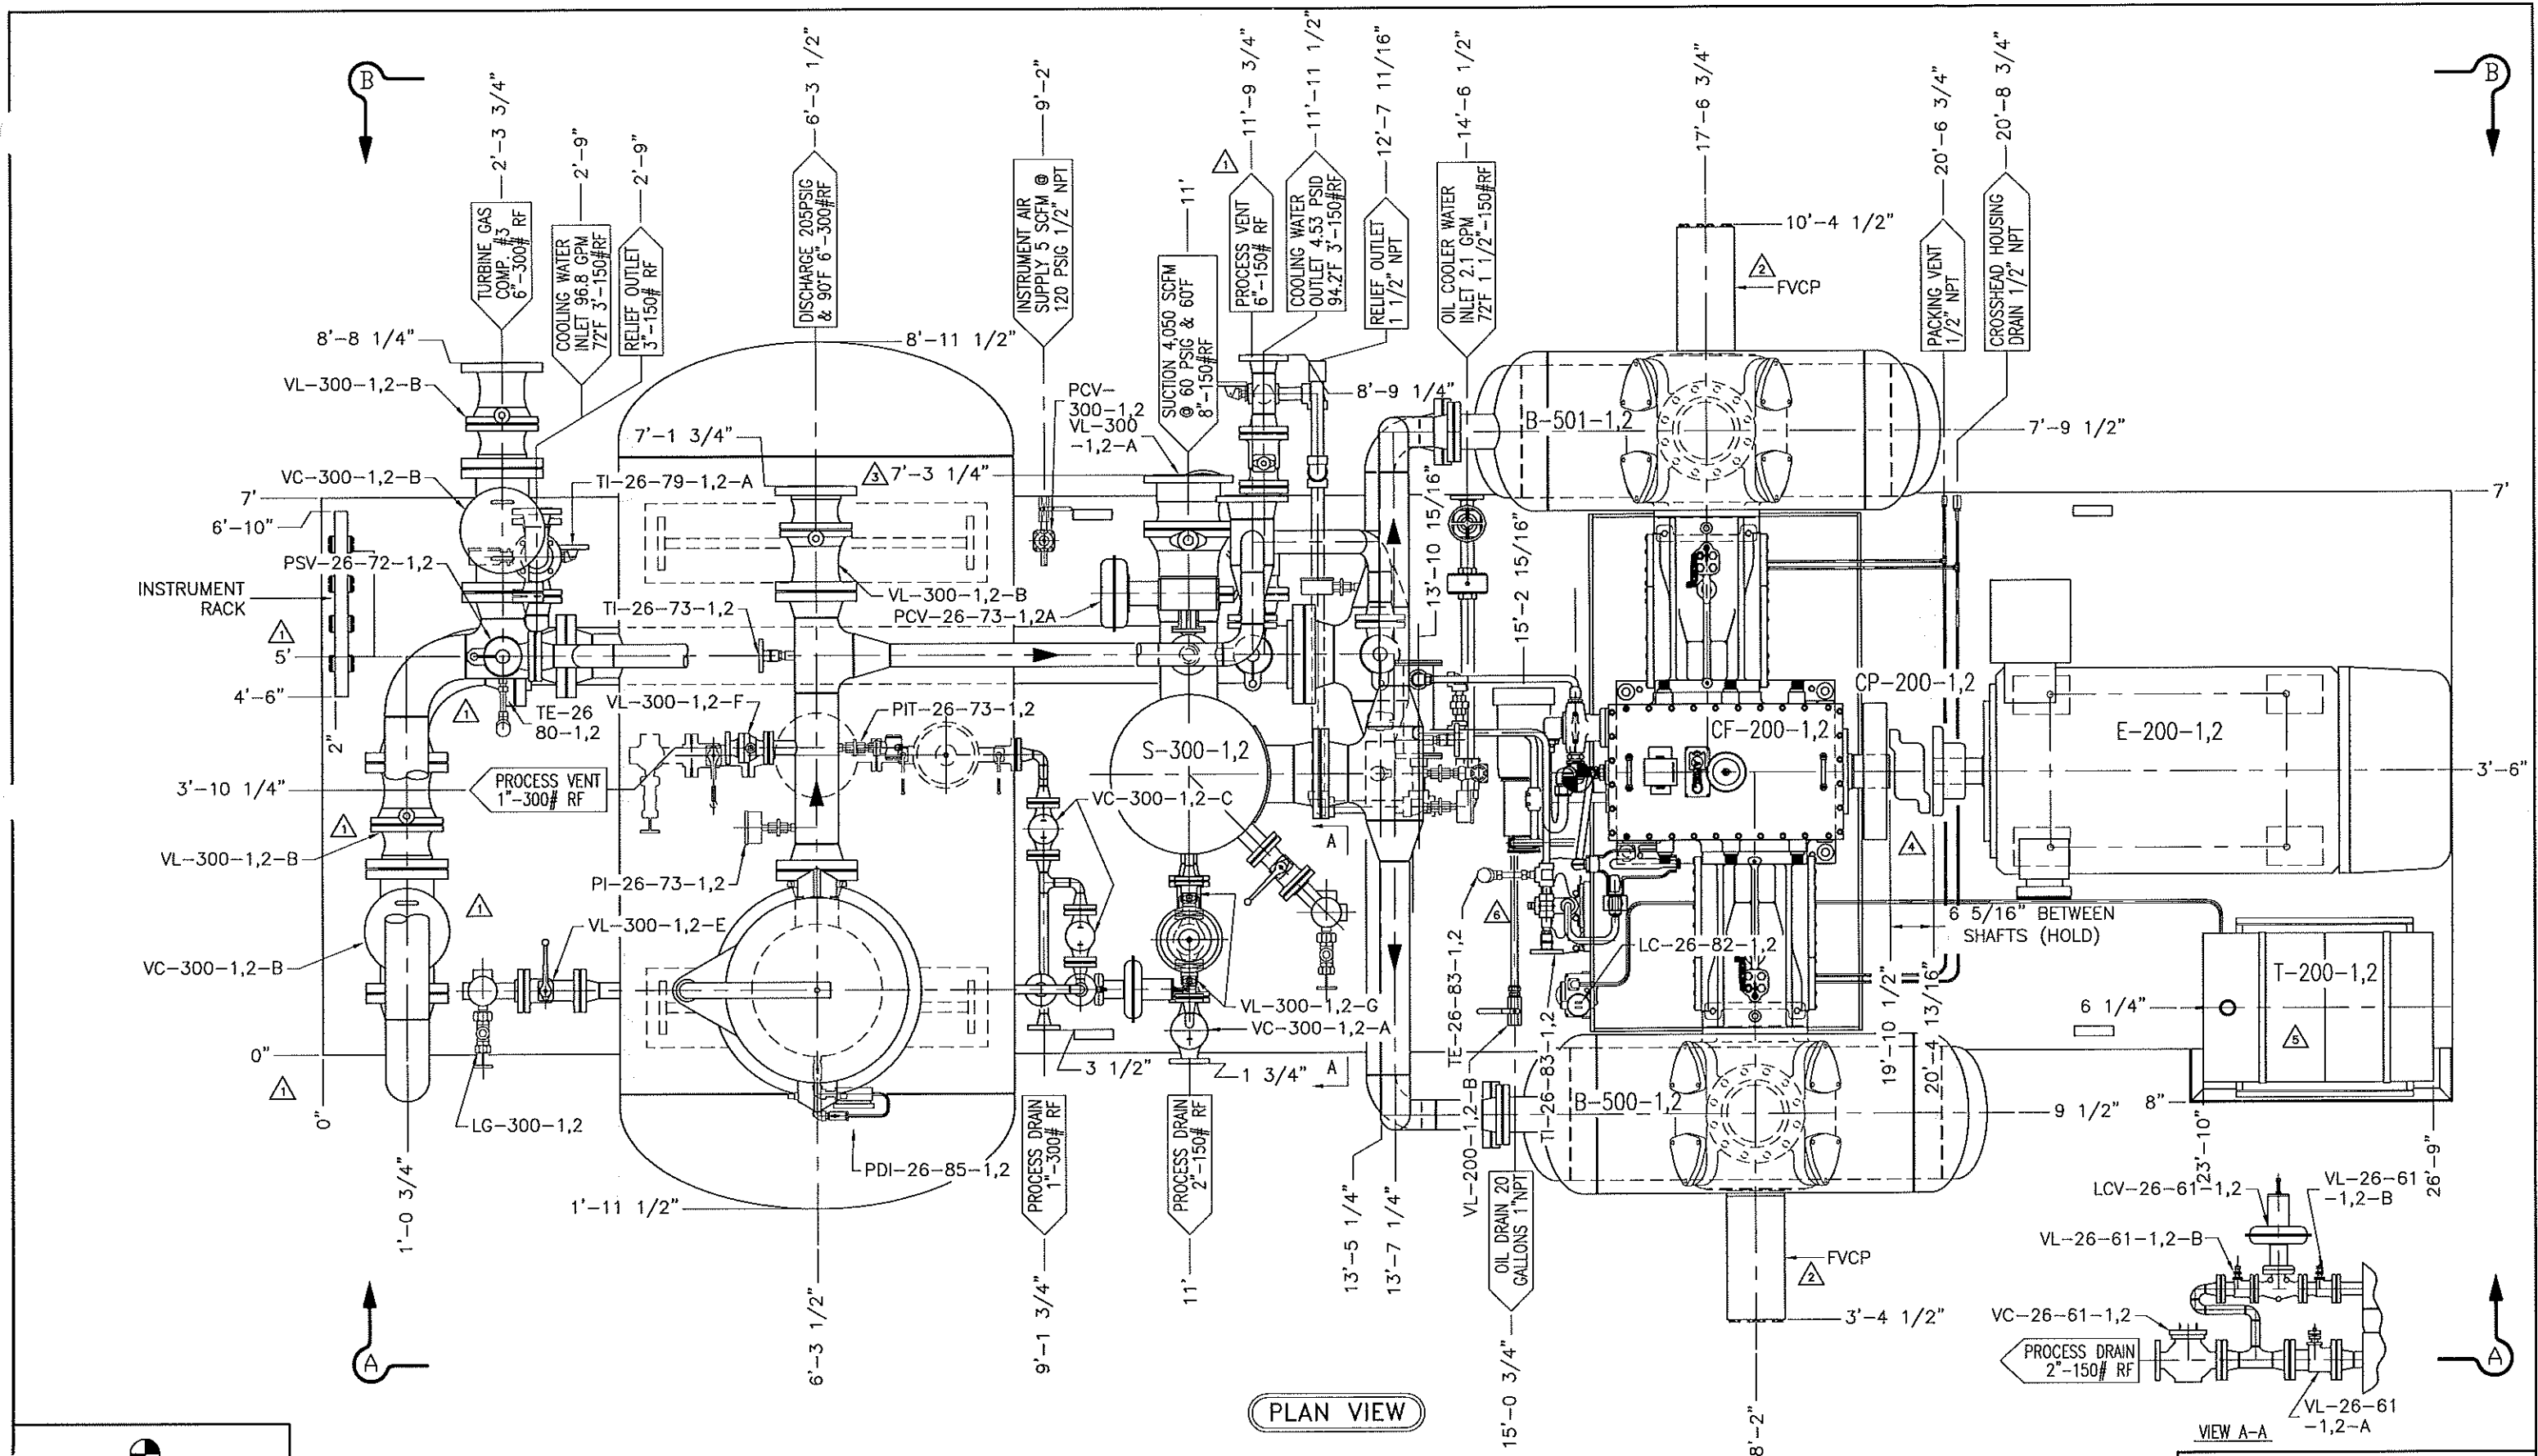 B
B
2'-3 3/4"
2'-9"
2'-9"
6'-3 1/2"
9'-2"
11'
11'-9 3/4"
11'-11 1/2"
12'-7 11/16"
14'-6 1/2"
17'-6 3/4"
20'-6 3/4"
20'-8 3/4"
TURBINE GAS
COMP. #3
6"-300# RF
COOLING WATER
INLET 96.8 GPM
72°F 3'-150#RF
RELIEF OUTLET
3"-150# RF
DISCHARGE 205PSIG
& 90°F 6"-300#RF
INSTRUMENT AIR
SUPPLY 5 SCFM @
120 PSIG 1/2" NPT
SUCTION 4,050 SCFM
@ 60 PSIG & 60°F
8"-150#RF
1
PROCESS VENT
6"-150# RF
COOLING WATER
OUTLET 4.53 PSID
94.2°F 3'-150#RF
RELIEF OUTLET
1 1/2" NPT
OIL COOLER WATER
INLET 2.1 GPM
72°F 1 1/2"-150#RF
PACKING VENT
1/2" NPT
CROSSHEAD HOUSING
DRAIN 1/2" NPT
10'-4 1/2"
2
FVCP
8'-8 1/4"
VL-300-1,2-B
8'-11 1/2"
PCV-
300-1,2
VL-300
-1,2-A
8'-9 1/4"
B-501-1,2
7'-9 1/2"
7'-1 3/4"
3
7'-3 1/4"
VC-300-1,2-B
TI-26-79-1,2-A
7'
6'-10"
7'
PSV-26-72-1,2
INSTRUMENT
RACK
VL-300-1,2-B
TI-26-73-1,2
PCV-26-73-1,2A
13'-10 15/16"
15'-2 15/16"
1
5'
4'-6"
2"
1
TE-26
80-1,2
VL-300-1,2-F
PIT-26-73-1,2
S-300-1,2
CP-200-1,2
CF-200-1,2
E-200-1,2
3'-6"
3'-10 1/4"
PROCESS VENT
1"-300# RF
VC-300-1,2-C
1
VL-300-1,2-B
A
4
PI-26-73-1,2
1
VL-300-1,2-E
6
6 5/16" BETWEEN
SHAFTS (HOLD)
VC-300-1,2-B
LC-26-82-1,2
T-200-1,2
VL-300-1,2-G
VC-300-1,2-A
6 1/4"
5
0"
1
3 1/2"
1 3/4"
A
TE-26-83-1,2
TI-26-83-1,2
VL-200-1,2-B
19'-10 1/2"
20'-4 13/16"
0"
LG-300-1,2
B-500-1,2
9 1/2"
8"
PDI-26-85-1,2
PROCESS DRAIN
1"-300# RF
PROCESS DRAIN
2"-150# RF
OIL DRAIN 20
GALLONS 1"NPT
23'-10"
26'-9"
1'-11 1/2"
1'-0 3/4"
6'-3 1/2"
9'-1 3/4"
11'
13'-5 1/4"
13'-7 1/4"
15'-0 3/4"
18'-2"
FVCP
2
3'-4 1/2"
LCV-26-61-1,2
VL-26-61
-1,2-B
VL-26-61-1,2-B
VC-26-61-1,2
PROCESS DRAIN
2"-150# RF
VL-26-61
-1,2-A
VIEW A-A
A
A
PLAN VIEW